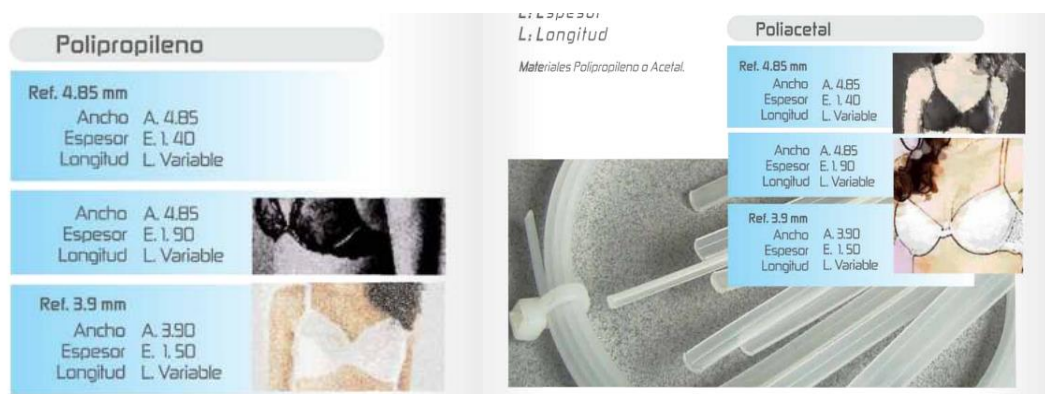 Polipropileno
Ref. 4.85 mm
Ancho A. 4.85
Espesor E. 1, 40
Longitud L. Variable
Ancho A. 4.85
Espesor E. 1, 90
Longitud L. Variable
Ref. 3.9 mm
Ancho A. 3.90
Espesor E. 1, 50
Longitud L. Variable
L: Longitud
Materiales Polipropileno o Acetal.
Poliacetal
Ref. 4.85 mm
Ancho A. 4.85
Espesor E. 1, 40
Longitud L. Variable
Ancho A. 4.85
Espesor E. 1, 90
Longitud L. Variable
Ref. 3.9 mm
Ancho A. 3.90
Espesor E. 1, 50
Longitud L. Variable